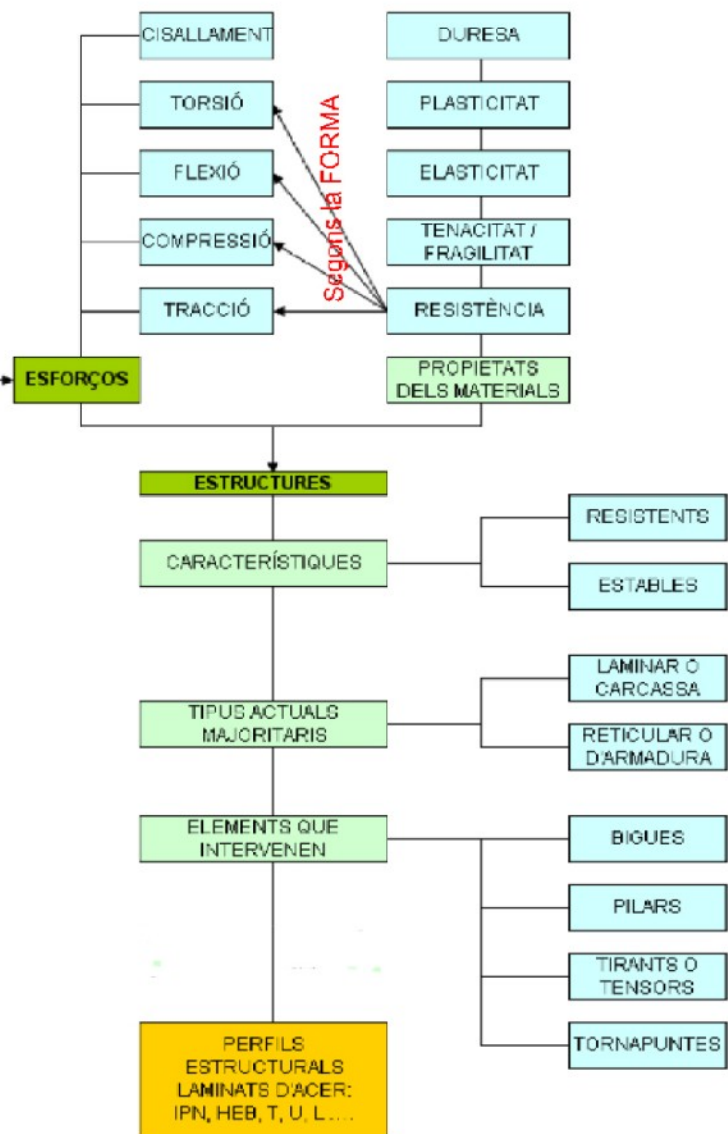 CISALLAMENT
DURESA
TORSIÓ
PLASTICITAT
FLEXIÓ
ELASTICITAT
Segons la FORMA
COMPRESSIÓ
TENACITAT /
FRAGILITAT
TRACCIÓ
RESISTÈNCIA
ESFORÇOS
PROPIETATS
DELS MATERIALS
ESTRUCTURES
CARACTERÍSTIQUES
RESISTENTS
ESTABLES
TIPUS ACTUALS
MAJORITARIS
LAMINAR O
CARCASSA
RETICULAR O
D'ARMADURA
ELEMENTS QUE
INTERVENEN
BIGUES
PILARS
TIRANTS O
TENSORS
TORNAPUNTES
PERFILS
ESTRUCTURALS
LAMINATS D'ACER:
IPN, HEB, T, U, L.....